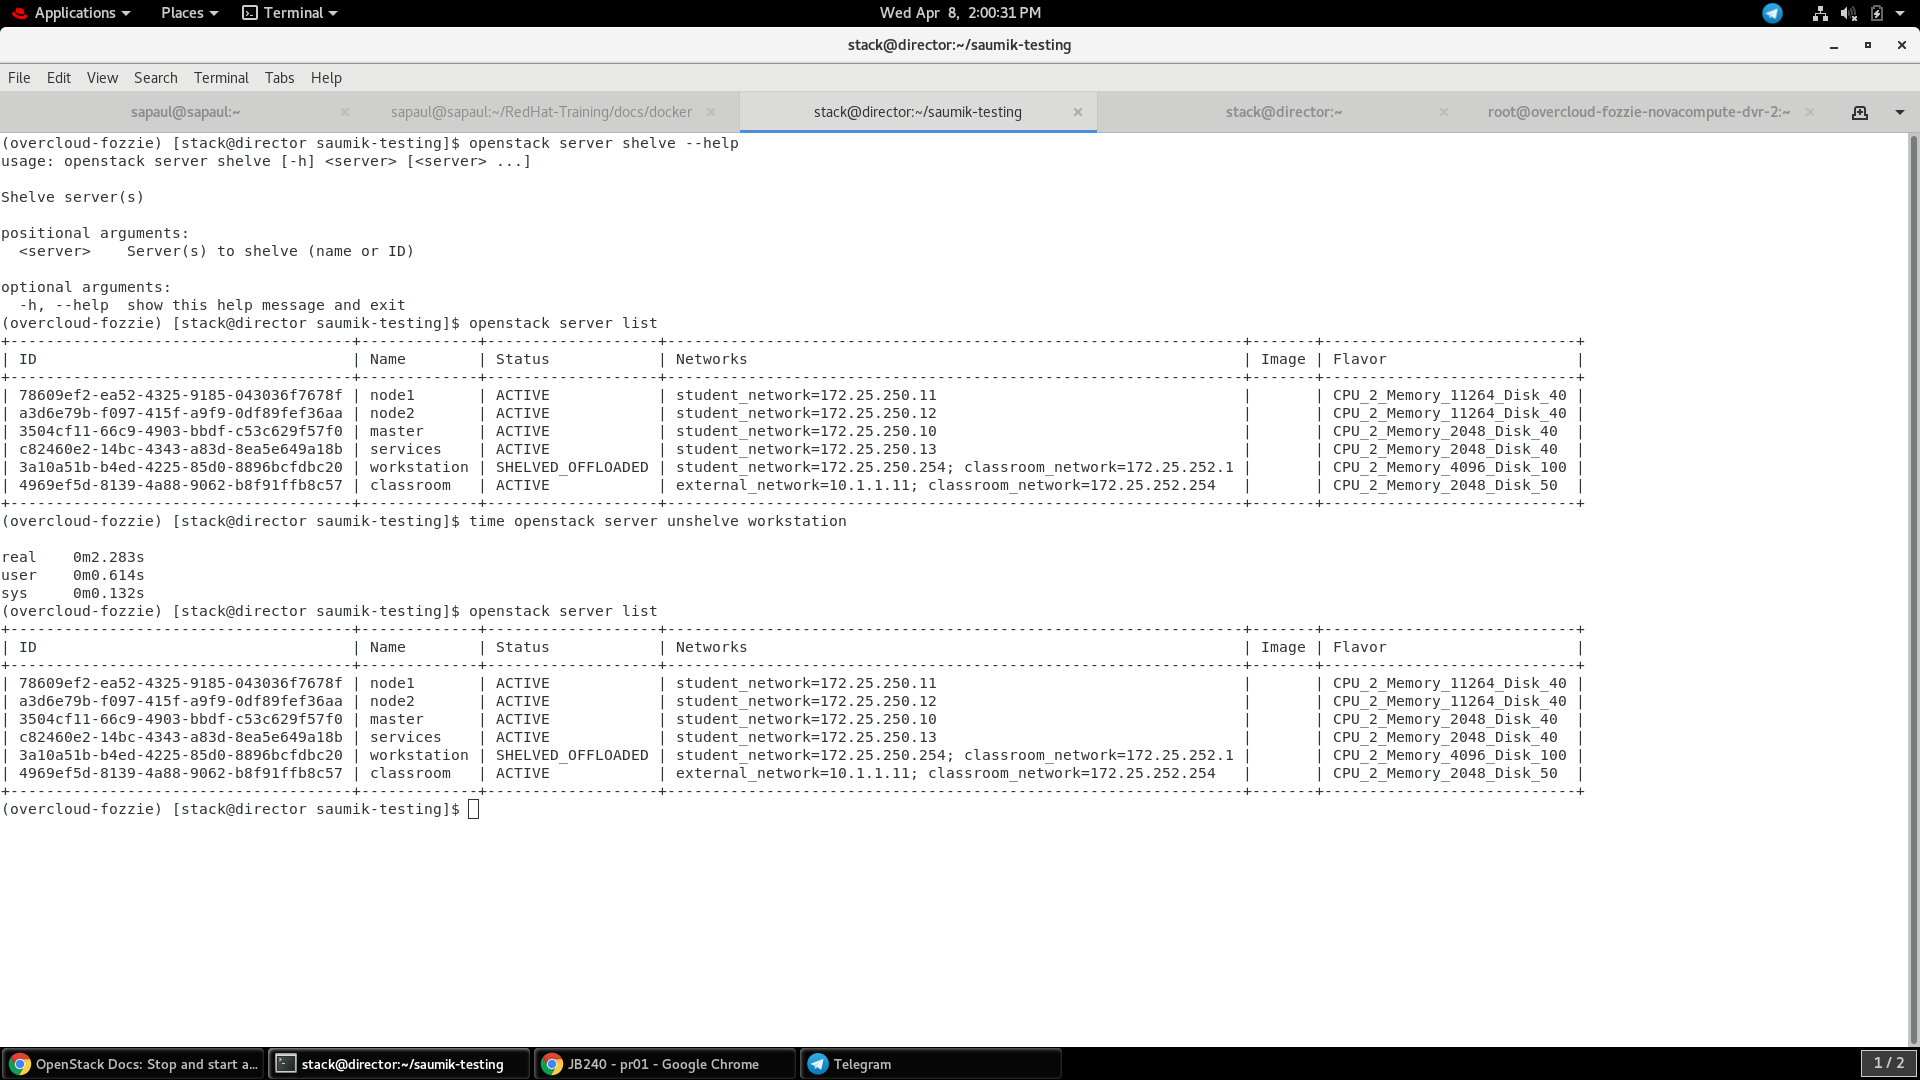 Applications Places Terminal Wed Apr 8, 2:00:31 PM
stack@director:~/saumik-testing
File Edit View Search Terminal Tabs Help
sapaul@sapaul:~ sapaul@sapaul:~/RedHat-Training/docs/docker stack@director:~/saumik-testing stack@director:~ root@overcloud-fozzie-novacompute-dvr-2:~
(overcloud-fozzie) [stack@director saumik-testing]$ openstack server shelve --help
usage: openstack server shelve [-h] <server> [<server> ...]
Shelve server(s)
positional arguments:
  <server>    Server(s) to shelve (name or ID)
optional arguments:
  -h, --help  show this help message and exit
(overcloud-fozzie) [stack@director saumik-testing]$ openstack server list
+--------------------------------------+-------------+-------------------+----------------------------------------------------------------+-------+----------------------------+
| ID                                   | Name        | Status            | Networks                                                       | Image | Flavor                     |
+--------------------------------------+-------------+-------------------+----------------------------------------------------------------+-------+----------------------------+
| 78609ef2-ea52-4325-9185-043036f7678f | node1       | ACTIVE            | student_network=172.25.250.11                                  |       | CPU_2_Memory_11264_Disk_40 |
| a3d6e79b-f097-415f-a9f9-0df89fef36aa | node2       | ACTIVE            | student_network=172.25.250.12                                  |       | CPU_2_Memory_11264_Disk_40 |
| 3504cf11-66c9-4903-bbdf-c53c629f57f0 | master      | ACTIVE            | student_network=172.25.250.10                                  |       | CPU_2_Memory_2048_Disk_40  |
| c82460e2-14bc-4343-a83d-8ea5e649a18b | services    | ACTIVE            | student_network=172.25.250.13                                  |       | CPU_2_Memory_2048_Disk_40  |
| 3a10a51b-b4ed-4225-85d0-8896bcfdbc20 | workstation | SHELVED_OFFLOADED | student_network=172.25.250.254; classroom_network=172.25.252.1 |       | CPU_2_Memory_4096_Disk_100 |
| 4969ef5d-8139-4a88-9062-b8f91ffb8c57 | classroom   | ACTIVE            | external_network=10.1.1.11; classroom_network=172.25.252.254   |       | CPU_2_Memory_2048_Disk_50  |
+--------------------------------------+-------------+-------------------+----------------------------------------------------------------+-------+----------------------------+
(overcloud-fozzie) [stack@director saumik-testing]$ time openstack server unshelve workstation
real    0m2.283s
user    0m0.614s
sys     0m0.132s
(overcloud-fozzie) [stack@director saumik-testing]$ openstack server list
+--------------------------------------+-------------+-------------------+----------------------------------------------------------------+-------+----------------------------+
| ID                                   | Name        | Status            | Networks                                                       | Image | Flavor                     |
+--------------------------------------+-------------+-------------------+----------------------------------------------------------------+-------+----------------------------+
| 78609ef2-ea52-4325-9185-043036f7678f | node1       | ACTIVE            | student_network=172.25.250.11                                  |       | CPU_2_Memory_11264_Disk_40 |
| a3d6e79b-f097-415f-a9f9-0df89fef36aa | node2       | ACTIVE            | student_network=172.25.250.12                                  |       | CPU_2_Memory_11264_Disk_40 |
| 3504cf11-66c9-4903-bbdf-c53c629f57f0 | master      | ACTIVE            | student_network=172.25.250.10                                  |       | CPU_2_Memory_2048_Disk_40  |
| c82460e2-14bc-4343-a83d-8ea5e649a18b | services    | ACTIVE            | student_network=172.25.250.13                                  |       | CPU_2_Memory_2048_Disk_40  |
| 3a10a51b-b4ed-4225-85d0-8896bcfdbc20 | workstation | SHELVED_OFFLOADED | student_network=172.25.250.254; classroom_network=172.25.252.1 |       | CPU_2_Memory_4096_Disk_100 |
| 4969ef5d-8139-4a88-9062-b8f91ffb8c57 | classroom   | ACTIVE            | external_network=10.1.1.11; classroom_network=172.25.252.254   |       | CPU_2_Memory_2048_Disk_50  |
+--------------------------------------+-------------+-------------------+----------------------------------------------------------------+-------+----------------------------+
(overcloud-fozzie) [stack@director saumik-testing]$
OpenStack Docs: Stop and start a... stack@director:~/saumik-testing JB240 - pr01 - Google Chrome Telegram 1 / 2